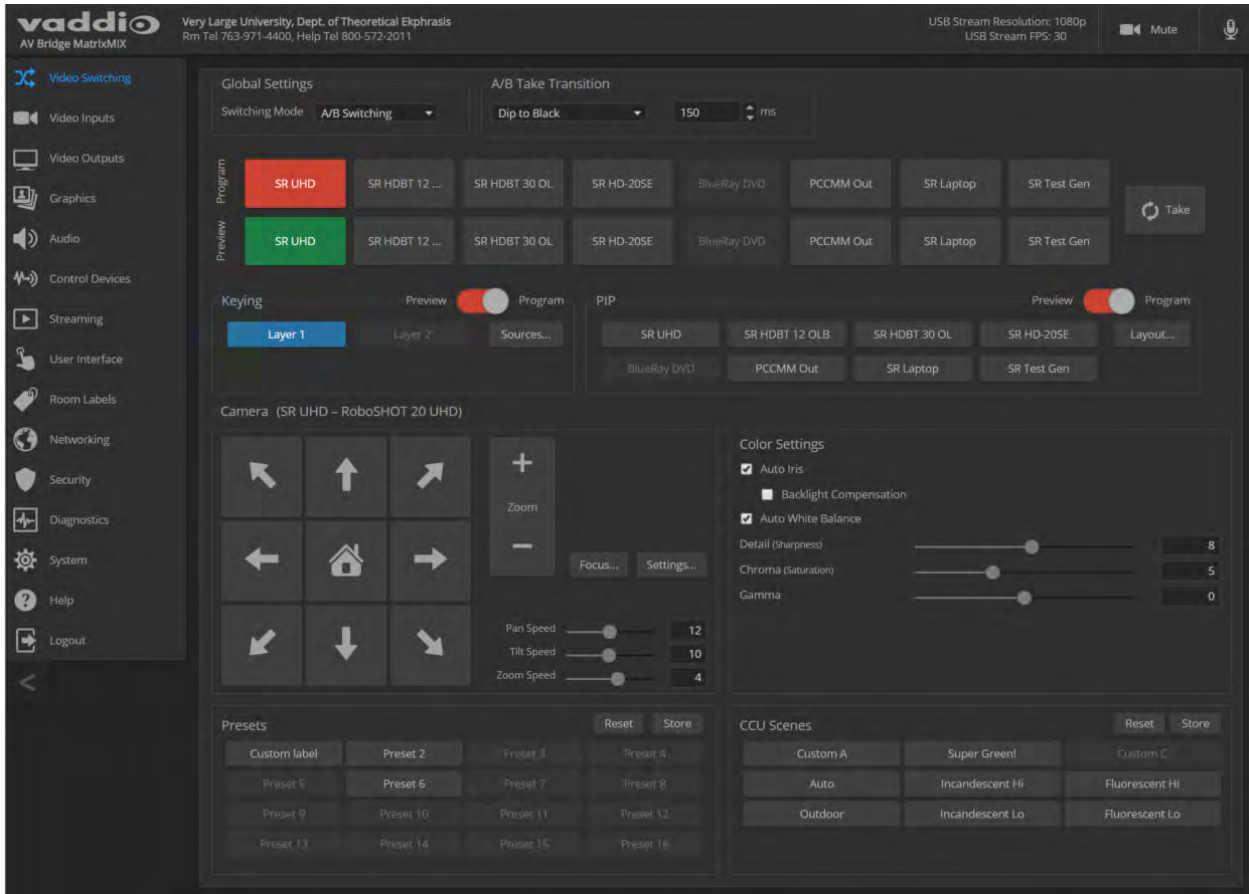 vaddio
AV Bridge MatrixMIX
Very Large University, Dept. of Theoretical Ekphrasis
Rm Tel 763-971-4400, Help Tel 800-572-2011
USB Stream Resolution: 1080p
USB Stream FPS: 30
Mute
Video Switching
Video Inputs
Video Outputs
Graphics
Audio
Control Devices
Streaming
User Interface
Room Labels
Networking
Security
Diagnostics
System
Help
Logout
<
Global Settings
Switching Mode A/B Switching
A/B Take Transition
Dip to Black 150 ms
Program
SR UHD SR HDBT 12 ... SR HDBT 30 OL SR HD-20SE BlueRay DVD PCCMM Out SR Laptop SR Test Gen
Preview
SR UHD SR HDBT 12 ... SR HDBT 30 OL SR HD-20SE BlueRay DVD PCCMM Out SR Laptop SR Test Gen
Take
Keying Preview Program
Layer 1 Layer 2 Sources...
PIP Preview Program
SR UHD SR HDBT 12 OLB SR HDBT 30 OL SR HD-20SE Layout...
BlueRay DVD PCCMM Out SR Laptop SR Test Gen
Camera (SR UHD – RoboSHOT 20 UHD)
+
Zoom
−
Focus... Settings...
Pan Speed 12
Tilt Speed 10
Zoom Speed 4
Color Settings
Auto Iris
Backlight Compensation
Auto White Balance
Detail (Sharpness) 8
Chroma (Saturation) 5
Gamma 0
Presets Reset Store
Custom label Preset 2 Preset 3 Preset 4
Preset 5 Preset 6 Preset 7 Preset 8
Preset 9 Preset 10 Preset 11 Preset 12
Preset 13 Preset 14 Preset 15 Preset 16
CCU Scenes Reset Store
Custom A Super Green! Custom C
Auto Incandescent Hi Fluorescent Hi
Outdoor Incandescent Lo Fluorescent Lo